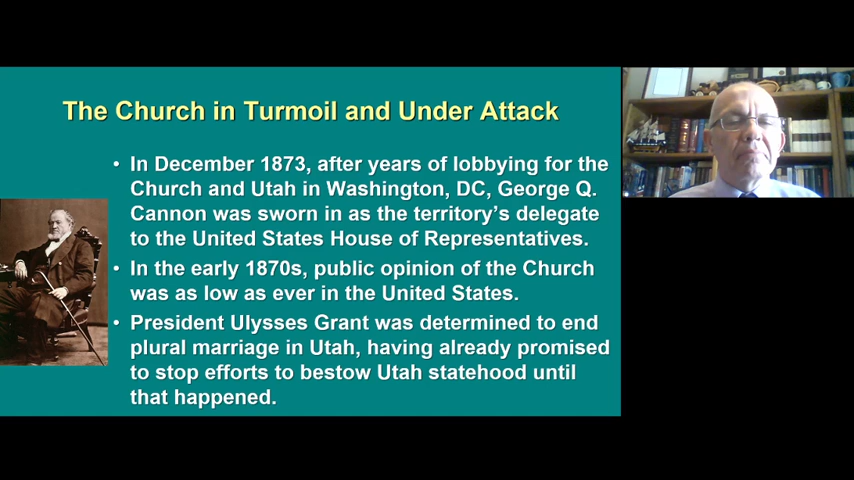 The Church in Turmoil and Under Attack
• In December 1873, after years of lobbying for the
Church and Utah in Washington, DC, George Q.
Cannon was sworn in as the territory's delegate
to the United States House of Representatives.
• In the early 1870s, public opinion of the Church
was as low as ever in the United States.
• President Ulysses Grant was determined to end
plural marriage in Utah, having already promised
to stop efforts to bestow Utah statehood until
that happened.